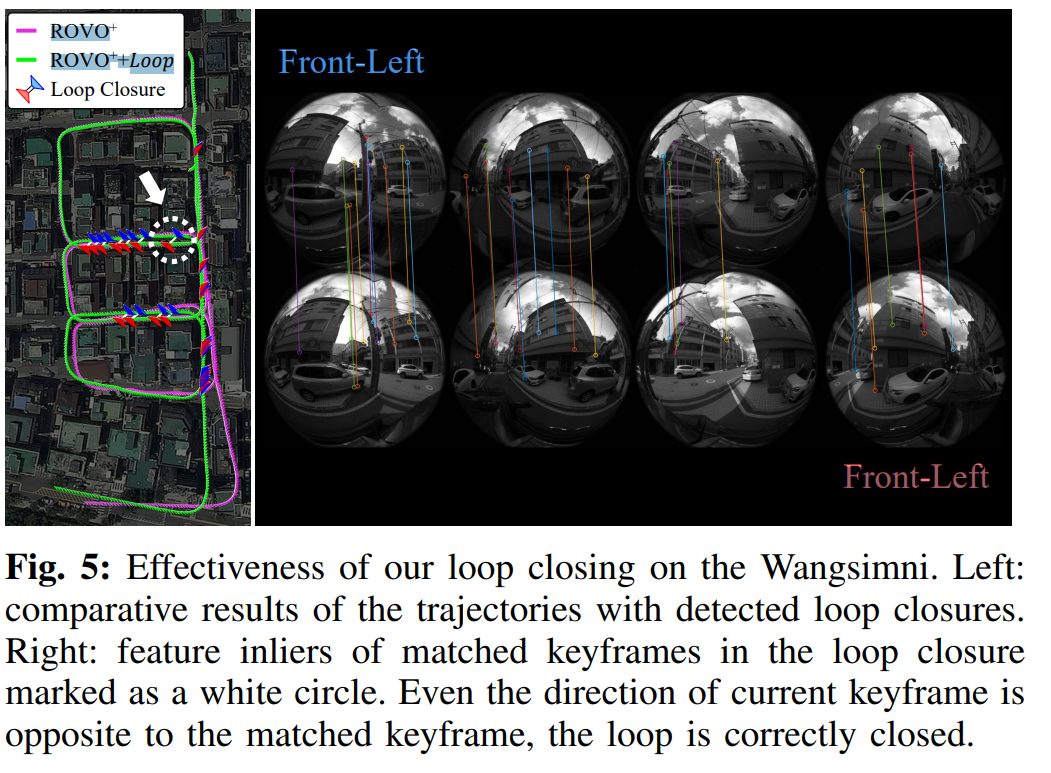 ROVO⁺
ROVO⁺+Loop
Loop Closure
Front-Left
Front-Left
Fig. 5: Effectiveness of our loop closing on the Wangsimni. Left:
comparative results of the trajectories with detected loop closures.
Right: feature inliers of matched keyframes in the loop closure
marked as a white circle. Even the direction of current keyframe is
opposite to the matched keyframe, the loop is correctly closed.